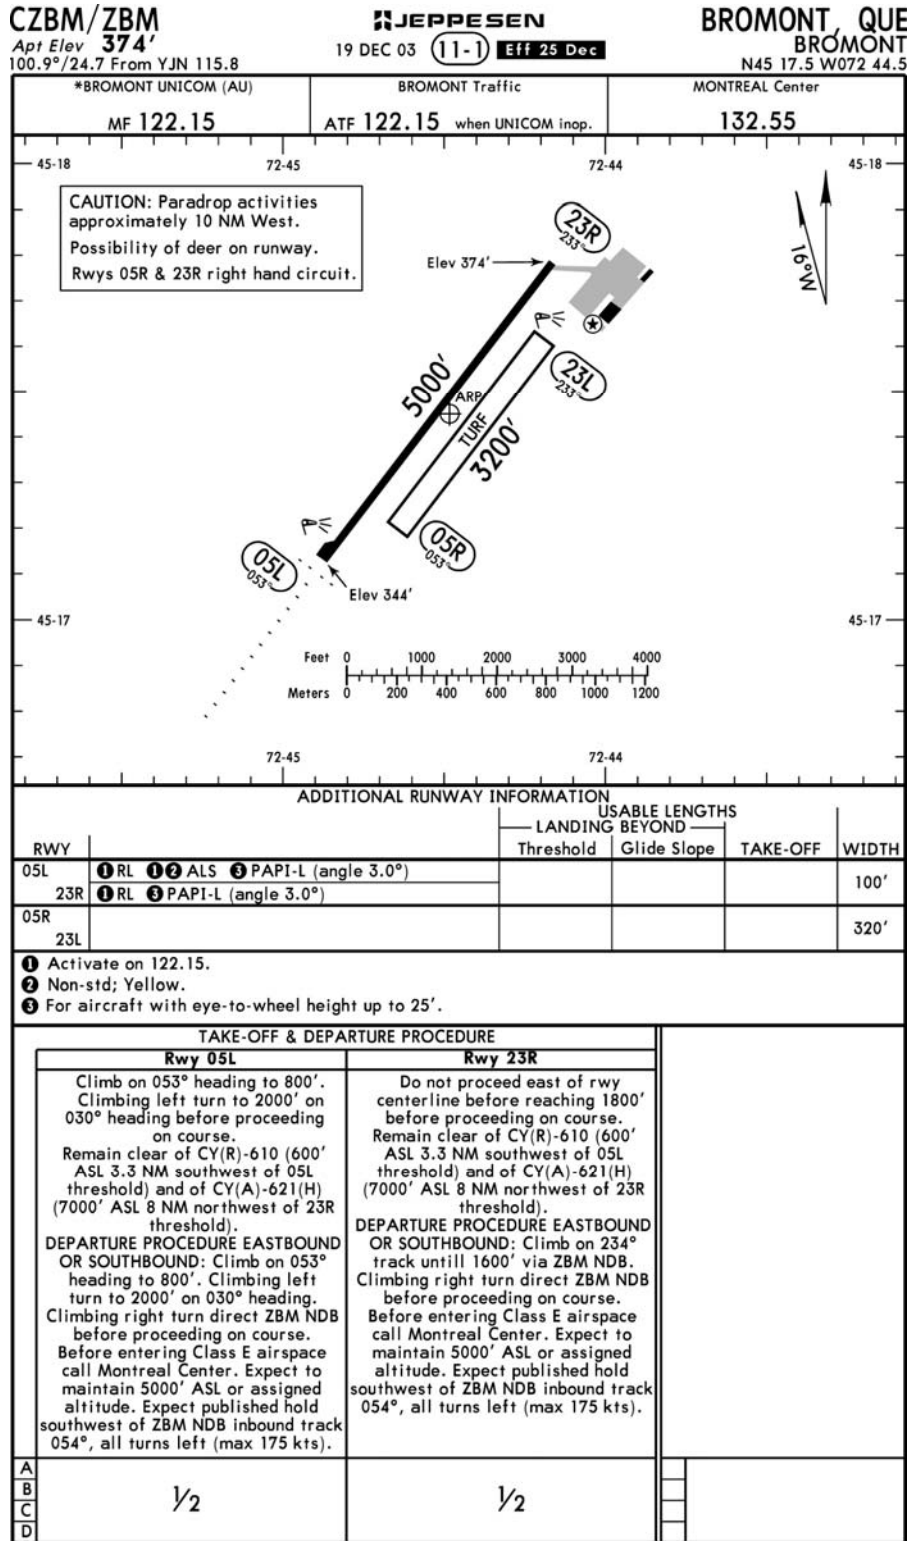 CZBM/ZBM
Apt Elev 374'
100.9°/24.7 From YJN 115.8
JEPPESEN
19 DEC 03 11-1 Eff 25 Dec
BROMONT, QUE
BROMONT
N45 17.5 W072 44.5
*BROMONT UNICOM (AU)
MF 122.15
BROMONT Traffic
ATF 122.15 when UNICOM inop.
MONTREAL Center
132.55
45-18 72-45 72-44 45-18
CAUTION: Paradrop activities
approximately 10 NM West.
Possibility of deer on runway.
Rwys 05R & 23R right hand circuit.
16°W
23R
233°
Elev 374'
5000'
ARP
TURF
3200'
23L
233°
05R
053°
05L
053°
Elev 344'
45-17 45-17
Feet 0 1000 2000 3000 4000
Meters 0 200 400 600 800 1000 1200
72-45 72-44
ADDITIONAL RUNWAY INFORMATION
USABLE LENGTHS
LANDING BEYOND
RWY Threshold Glide Slope TAKE-OFF WIDTH
05L ❶ RL ❶❷ ALS ❸ PAPI-L (angle 3.0°)
23R ❶ RL ❸ PAPI-L (angle 3.0°)
100'
05R
23L
320'
❶ Activate on 122.15.
❷ Non-std; Yellow.
❸ For aircraft with eye-to-wheel height up to 25'.
TAKE-OFF & DEPARTURE PROCEDURE
Rwy 05L
Climb on 053° heading to 800'.
Climbing left turn to 2000' on
030° heading before proceeding
on course.
Remain clear of CY(R)-610 (600'
ASL 3.3 NM southwest of 05L
threshold) and of CY(A)-621(H)
(7000' ASL 8 NM northwest of 23R
threshold).
DEPARTURE PROCEDURE EASTBOUND
OR SOUTHBOUND: Climb on 053°
heading to 800'. Climbing left
turn to 2000' on 030° heading.
Climbing right turn direct ZBM NDB
before proceeding on course.
Before entering Class E airspace
call Montreal Center. Expect to
maintain 5000' ASL or assigned
altitude. Expect published hold
southwest of ZBM NDB inbound track
054°, all turns left (max 175 kts).
Rwy 23R
Do not proceed east of rwy
centerline before reaching 1800'
before proceeding on course.
Remain clear of CY(R)-610 (600'
ASL 3.3 NM southwest of 05L
threshold) and of CY(A)-621(H)
(7000' ASL 8 NM northwest of 23R
threshold).
DEPARTURE PROCEDURE EASTBOUND
OR SOUTHBOUND: Climb on 234°
track untill 1600' via ZBM NDB.
Climbing right turn direct ZBM NDB
before proceeding on course.
Before entering Class E airspace
call Montreal Center. Expect to
maintain 5000' ASL or assigned
altitude. Expect published hold
southwest of ZBM NDB inbound track
054°, all turns left (max 175 kts).
A
B
C
D
1/2
1/2